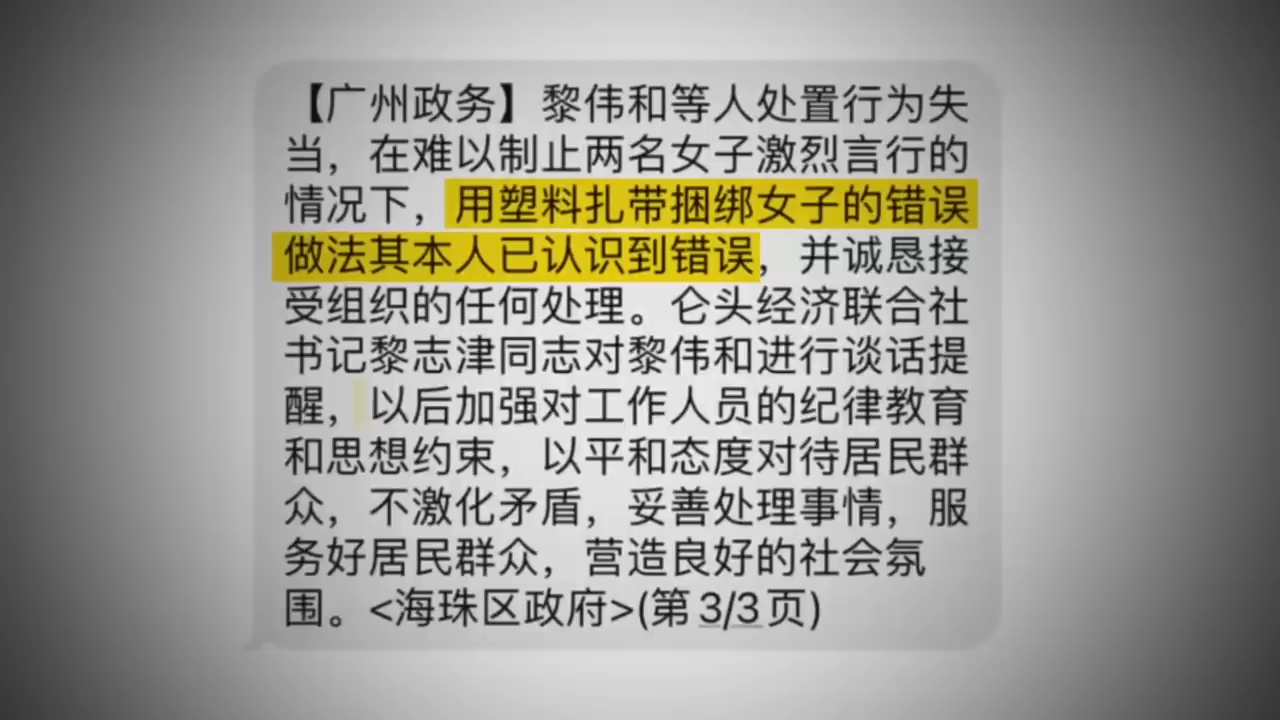 【广州政务】黎伟和等人处置行为失
当，在难以制止两名女子激烈言行的
情况下，用塑料扎带捆绑女子的错误
做法其本人已认识到错误，并诚恳接
受组织的任何处理。仑头经济联合社
书记黎志津同志对黎伟和进行谈话提
醒，以后加强对工作人员的纪律教育
和思想约束，以平和态度对待居民群
众，不激化矛盾，妥善处理事情，服
务好居民群众，营造良好的社会氛
围。<海珠区政府>(第 3/3 页)